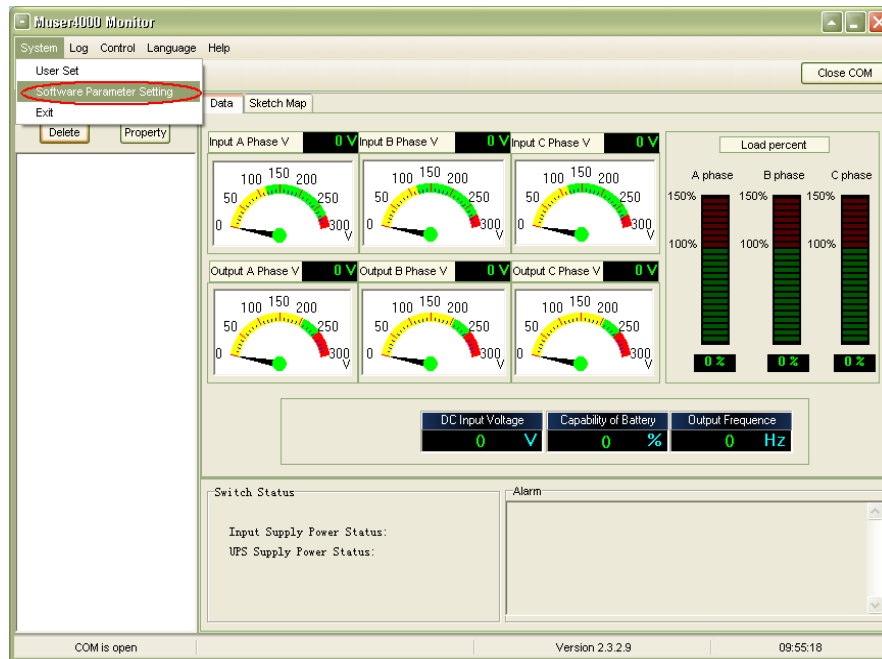 Muser4000 Monitor
System Log Control Language Help
User Set
Software Parameter Setting
Exit
Close COM
Delete Property
Data Sketch Map
Input A Phase V 0 V Input B Phase V 0 V Input C Phase V 0 V
0 50 100 150 200 250 300 V
0 50 100 150 200 250 300 V
0 50 100 150 200 250 300 V
Output A Phase V 0 V Output B Phase V 0 V Output C Phase V 0 V
0 50 100 150 200 250 300 V
0 50 100 150 200 250 300 V
0 50 100 150 200 250 300 V
Load percent
A phase B phase C phase
150% 150% 150%
100% 100% 100%
0 % 0 % 0 %
DC Input Voltage Capability of Battery Output Frequence
0 V 0 % 0 Hz
Switch Status
Input Supply Power Status:
UPS Supply Power Status:
Alarm
COM is open Version 2.3.2.9 09:55:18